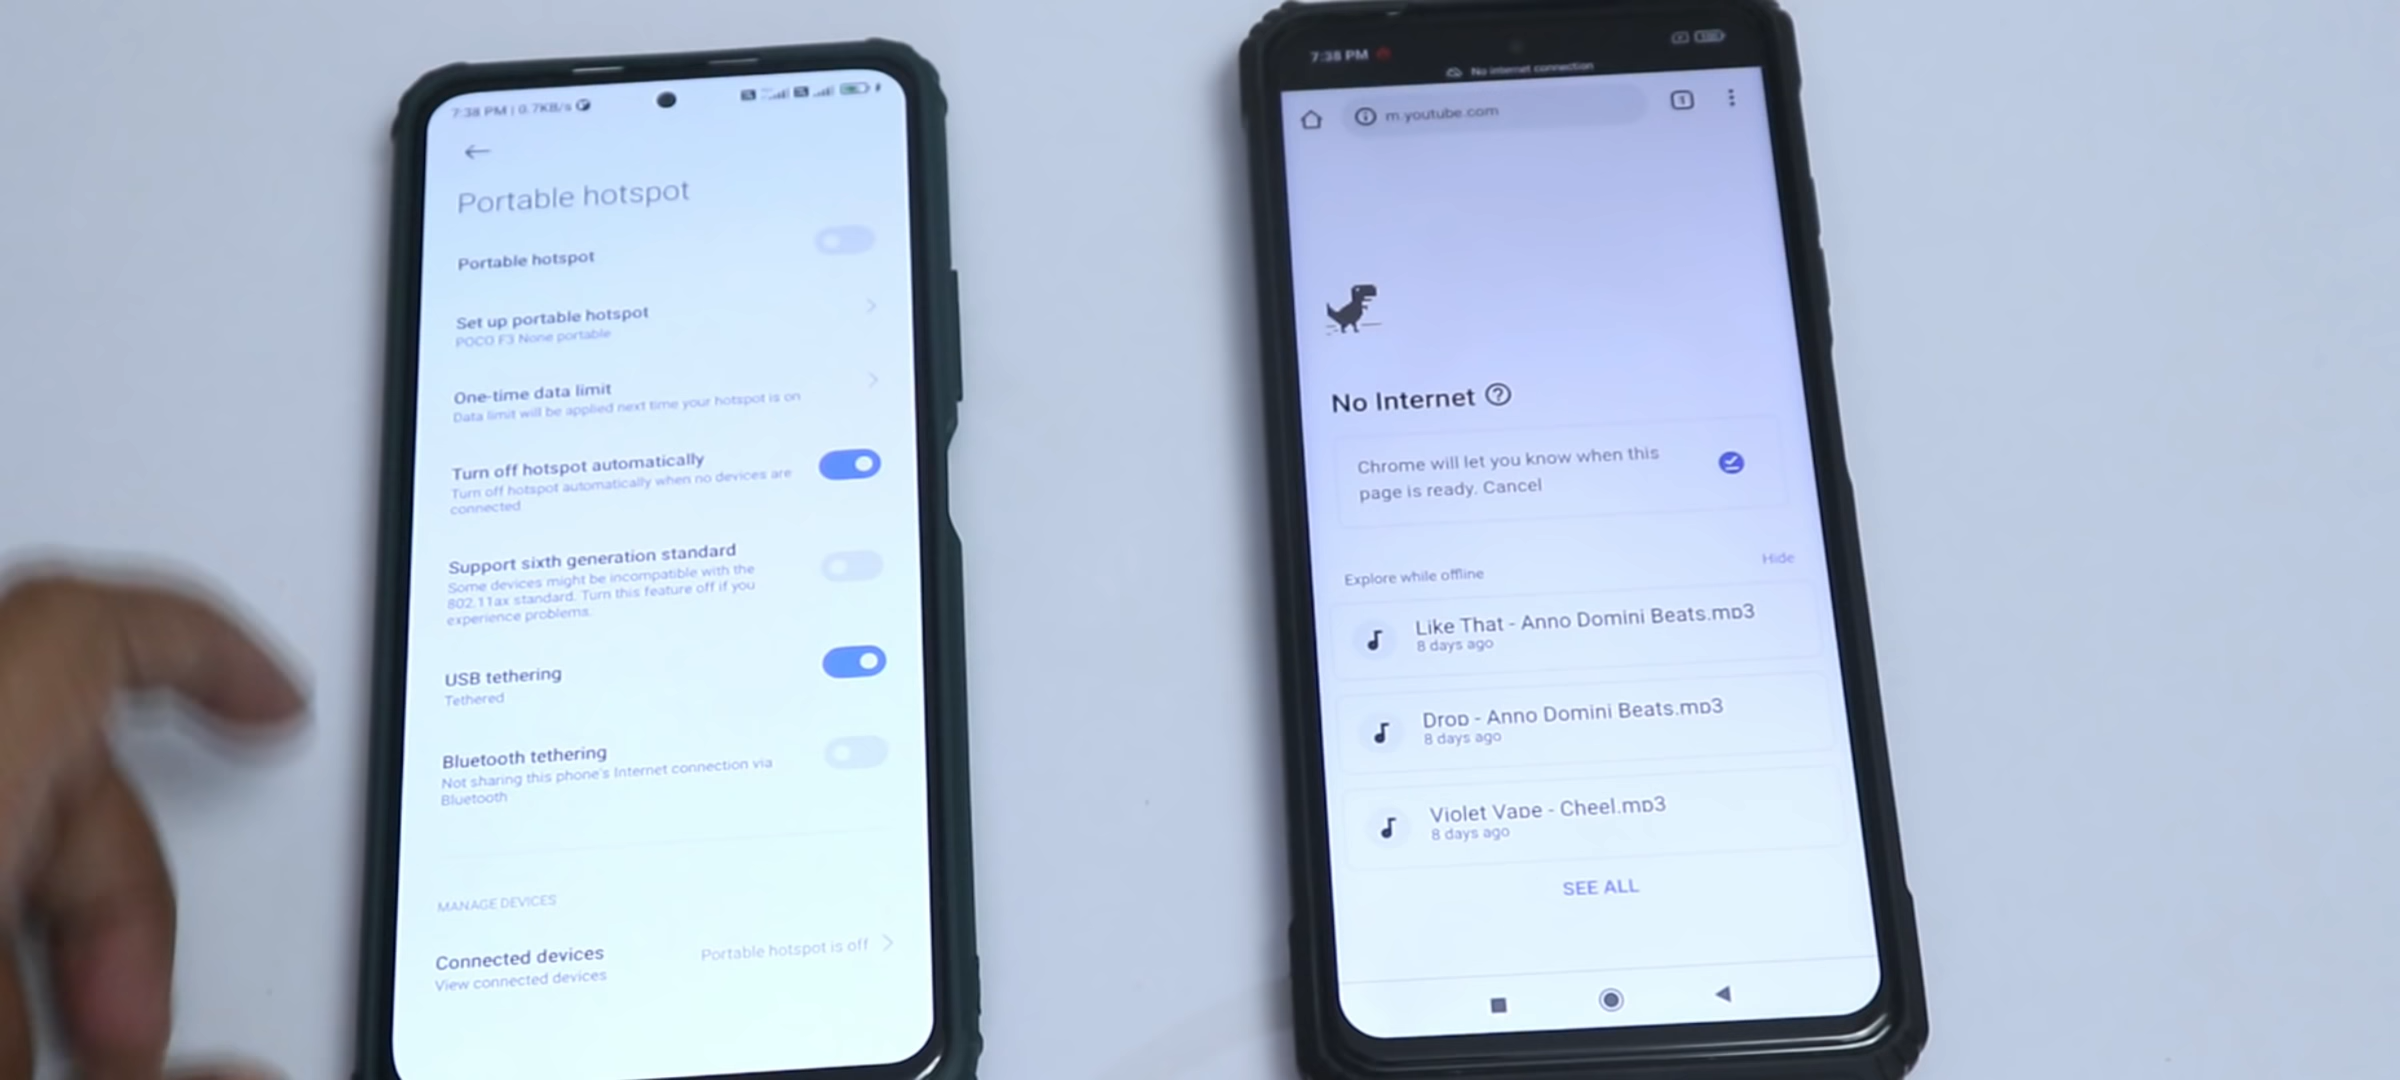 7:38 PM | 0.7KB/s
Portable hotspot
Portable hotspot
Set up portable hotspot
POCO F3 None portable
One-time data limit
Data limit will be applied next time your hotspot is on
Turn off hotspot automatically
Turn off hotspot automatically when no devices are
connected
Support sixth generation standard
Some devices might be incompatible with the
802.11ax standard. Turn this feature off if you
experience problems.
USB tethering
Tethered
Bluetooth tethering
Not sharing this phone's Internet connection via
Bluetooth
MANAGE DEVICES
Connected devices
Portable hotspot is off
View connected devices
7:38 PM
No internet connection
m.youtube.com
1
No Internet
Chrome will let you know when this
page is ready. Cancel
Explore while offline
Hide
Like That - Anno Domini Beats.mp3
8 days ago
Drop - Anno Domini Beats.mp3
8 days ago
Violet Vape - Cheel.mp3
8 days ago
SEE ALL